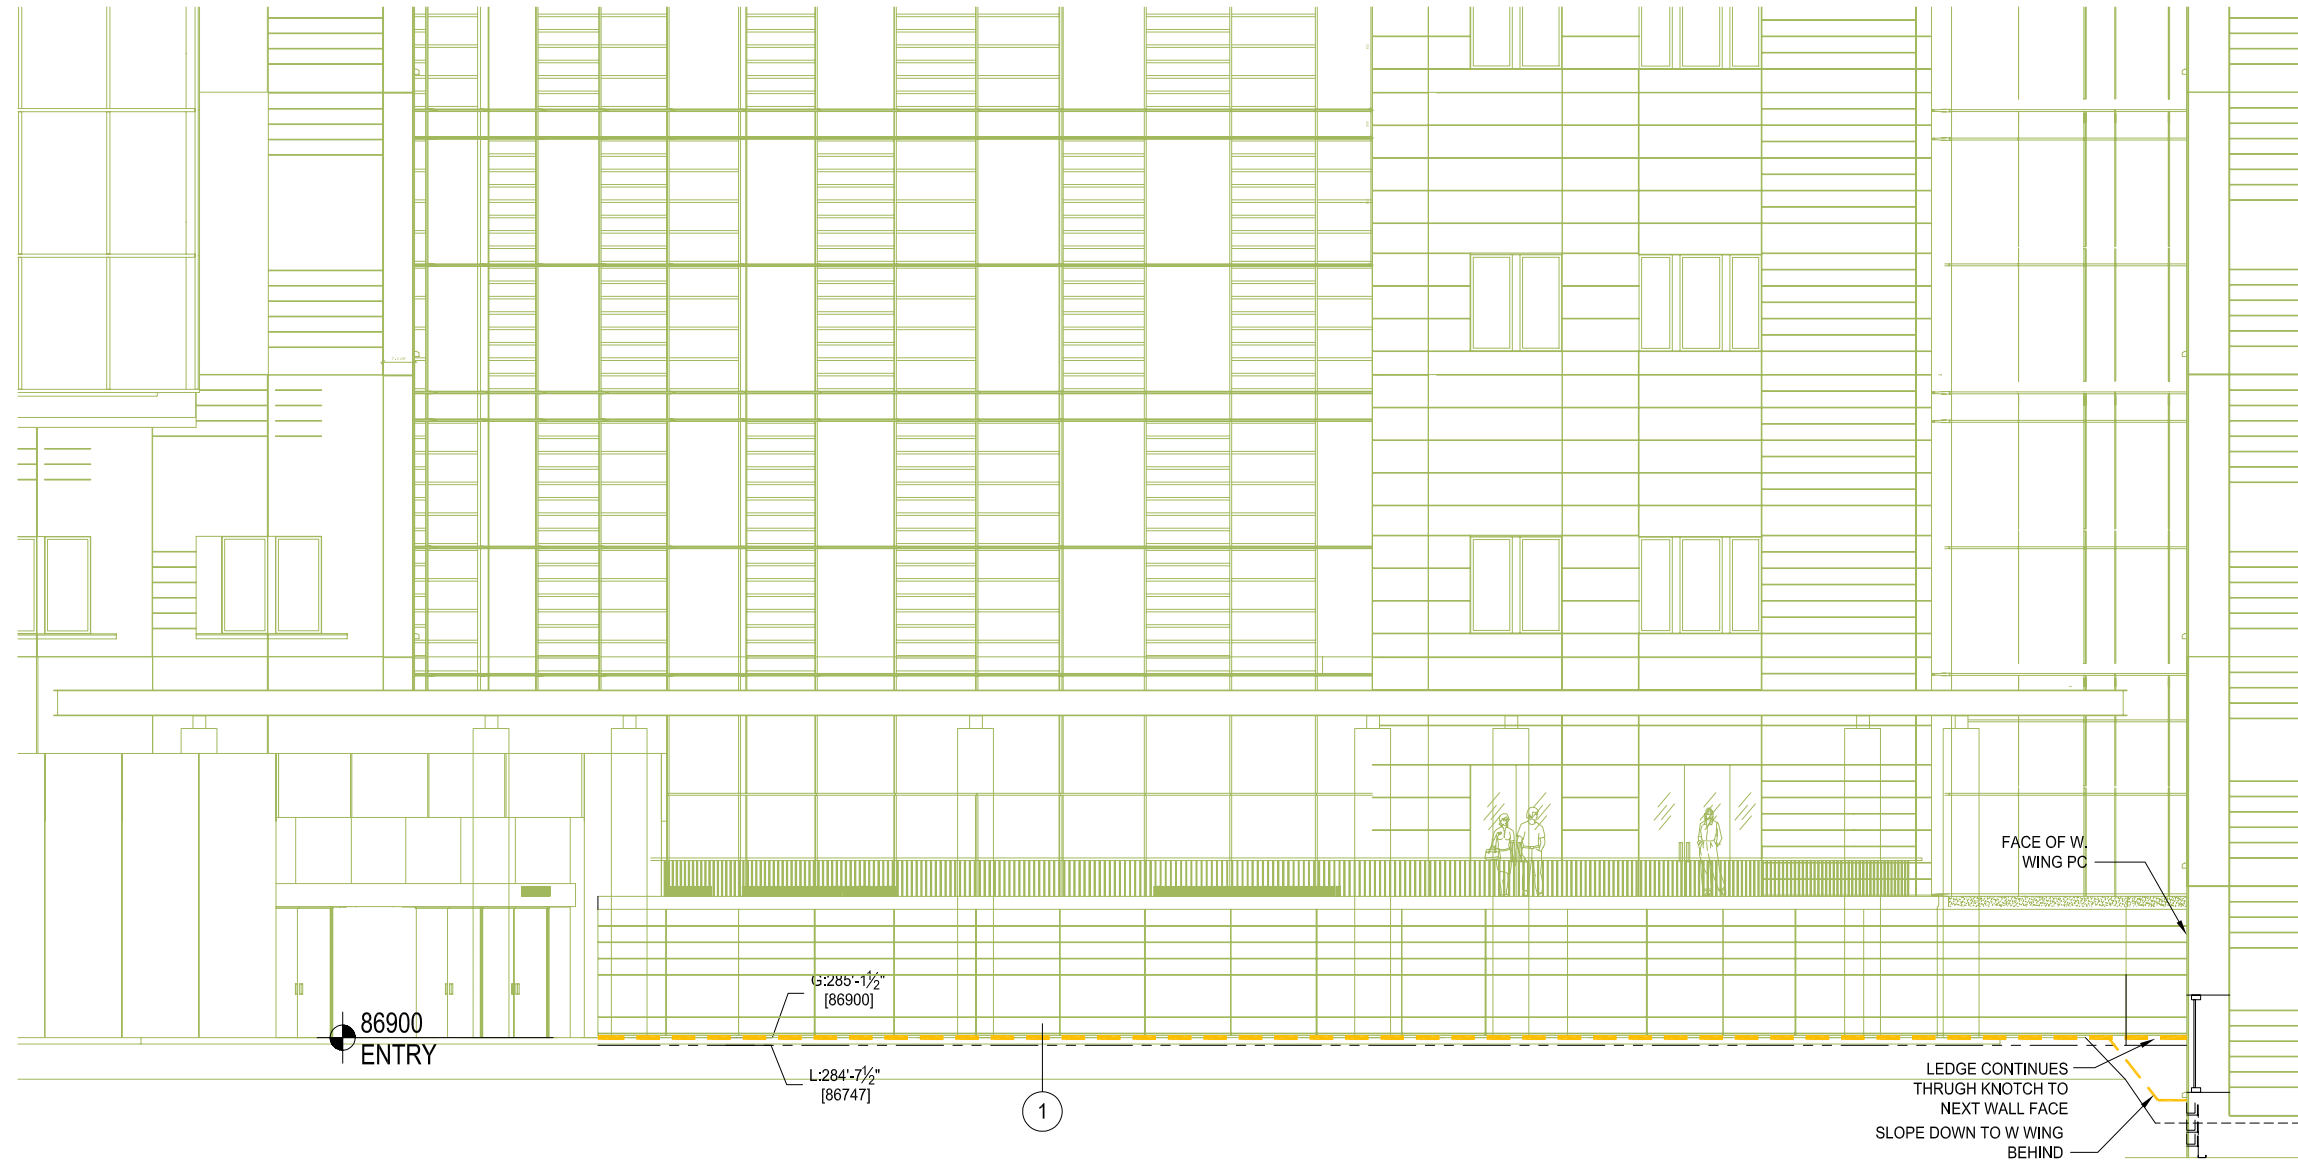 FACE OF W.
WING PC
G:285'-1½"
[86900]
86900
ENTRY
L:284'-7½"
[86747]
1
LEDGE CONTINUES
THRUGH KNOTCH TO
NEXT WALL FACE
SLOPE DOWN TO W WING
BEHIND